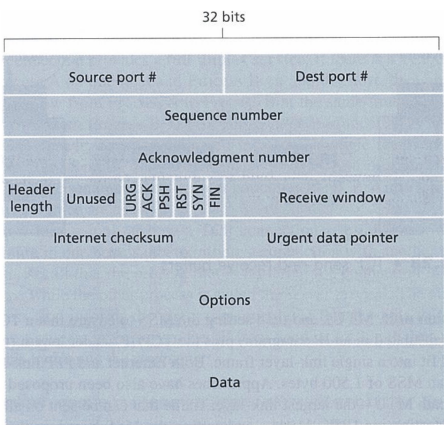 32 bits
Source port # Dest port #
Sequence number
Acknowledgment number
Header length Unused URG ACK PSH RST SYN FIN Receive window
Internet checksum Urgent data pointer
Options
Data